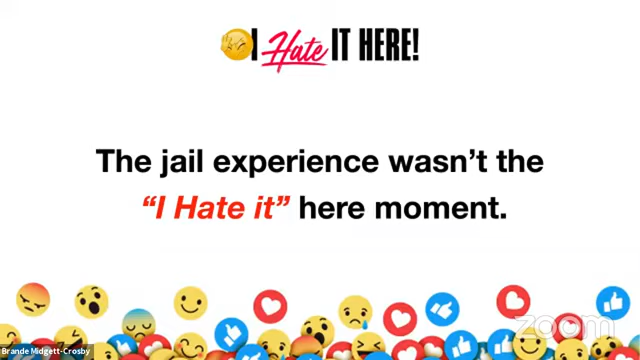 I Hate IT HERE!
The jail experience wasn't the
“I Hate it” here moment.
zoom
Brande Midgett-Crosby